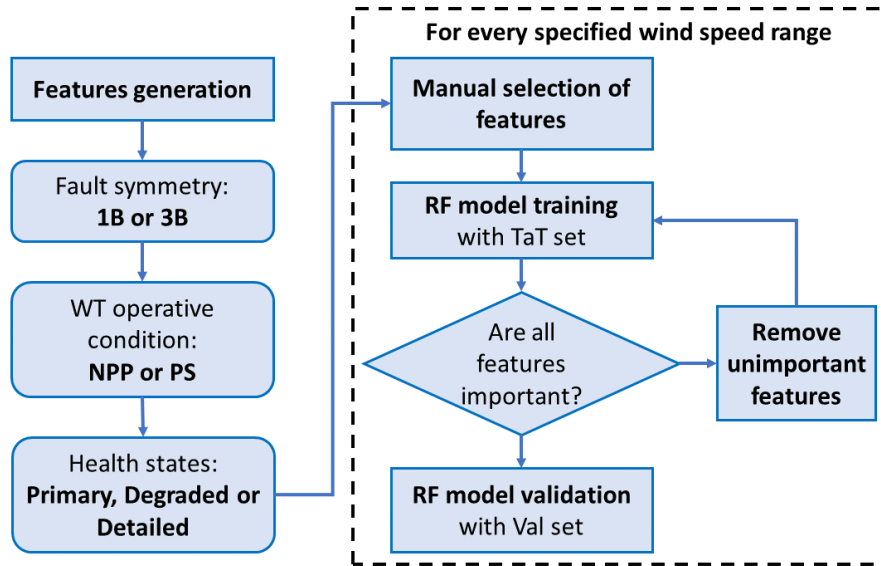 Features generation
Fault symmetry:
1B or 3B
WT operative
condition:
NPP or PS
Health states:
Primary, Degraded or
Detailed
For every specified wind speed range
Manual selection of
features
RF model training
with TaT set
Are all
features
important?
Remove
unimportant
features
RF model validation
with Val set